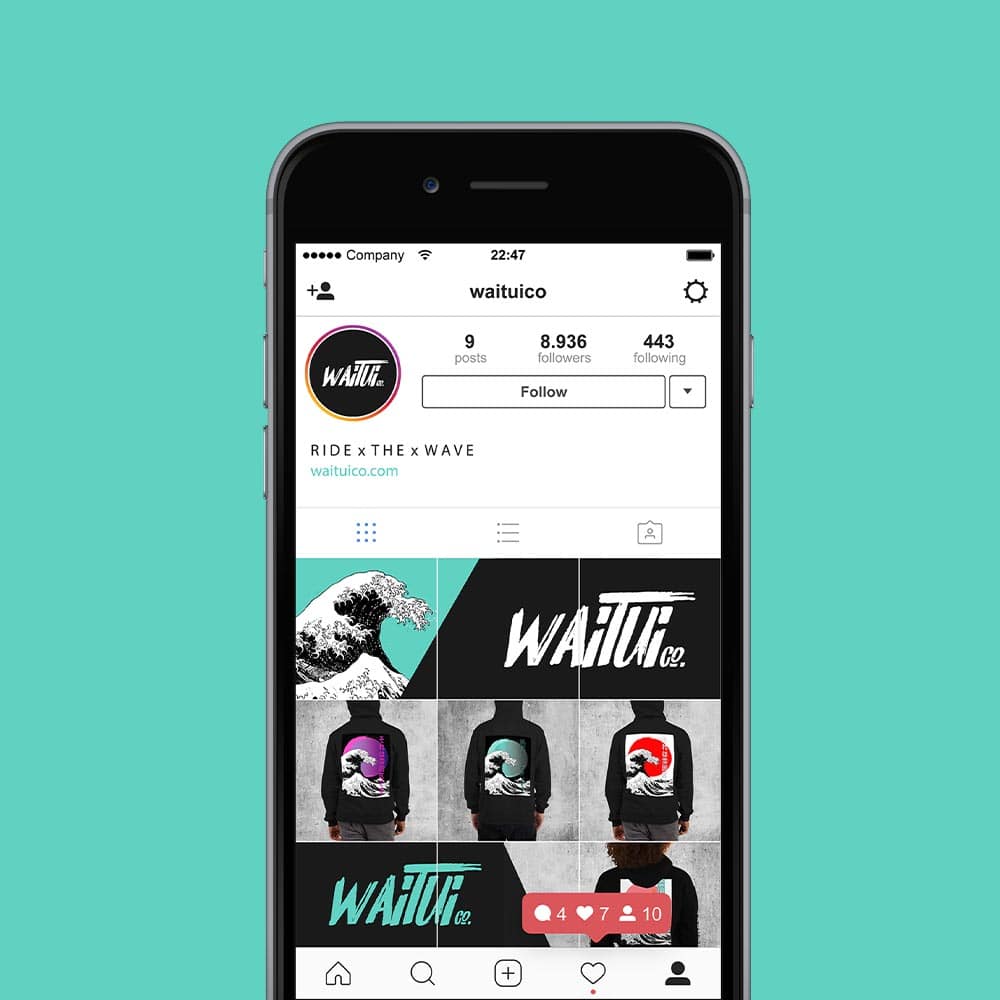 Company 22:47
waituico
WAiTUi co.
9 8.936 443
posts followers following
Follow
RIDE x THE x WAVE
waituico.com
WAiTUi co.
WAiTUi co.
4 7 10